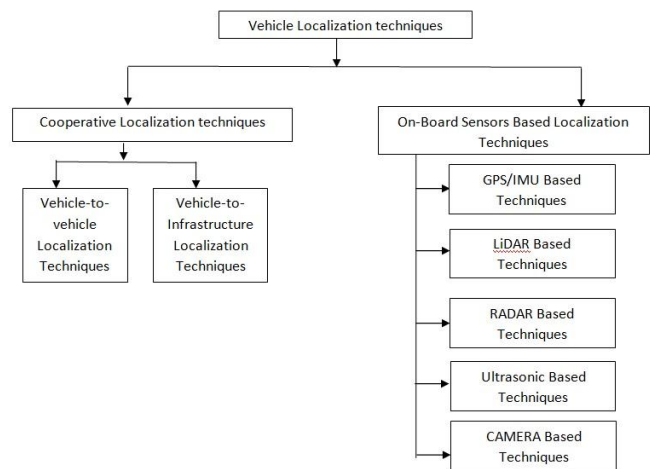 Vehicle Localization techniques
Cooperative Localization techniques
On-Board Sensors Based Localization
Techniques
Vehicle-to-
vehicle
Localization
Techniques
Vehicle-to-
Infrastructure
Localization
Techniques
GPS/IMU Based
Techniques
LiDAR Based
Techniques
RADAR Based
Techniques
Ultrasonic Based
Techniques
CAMERA Based
Techniques